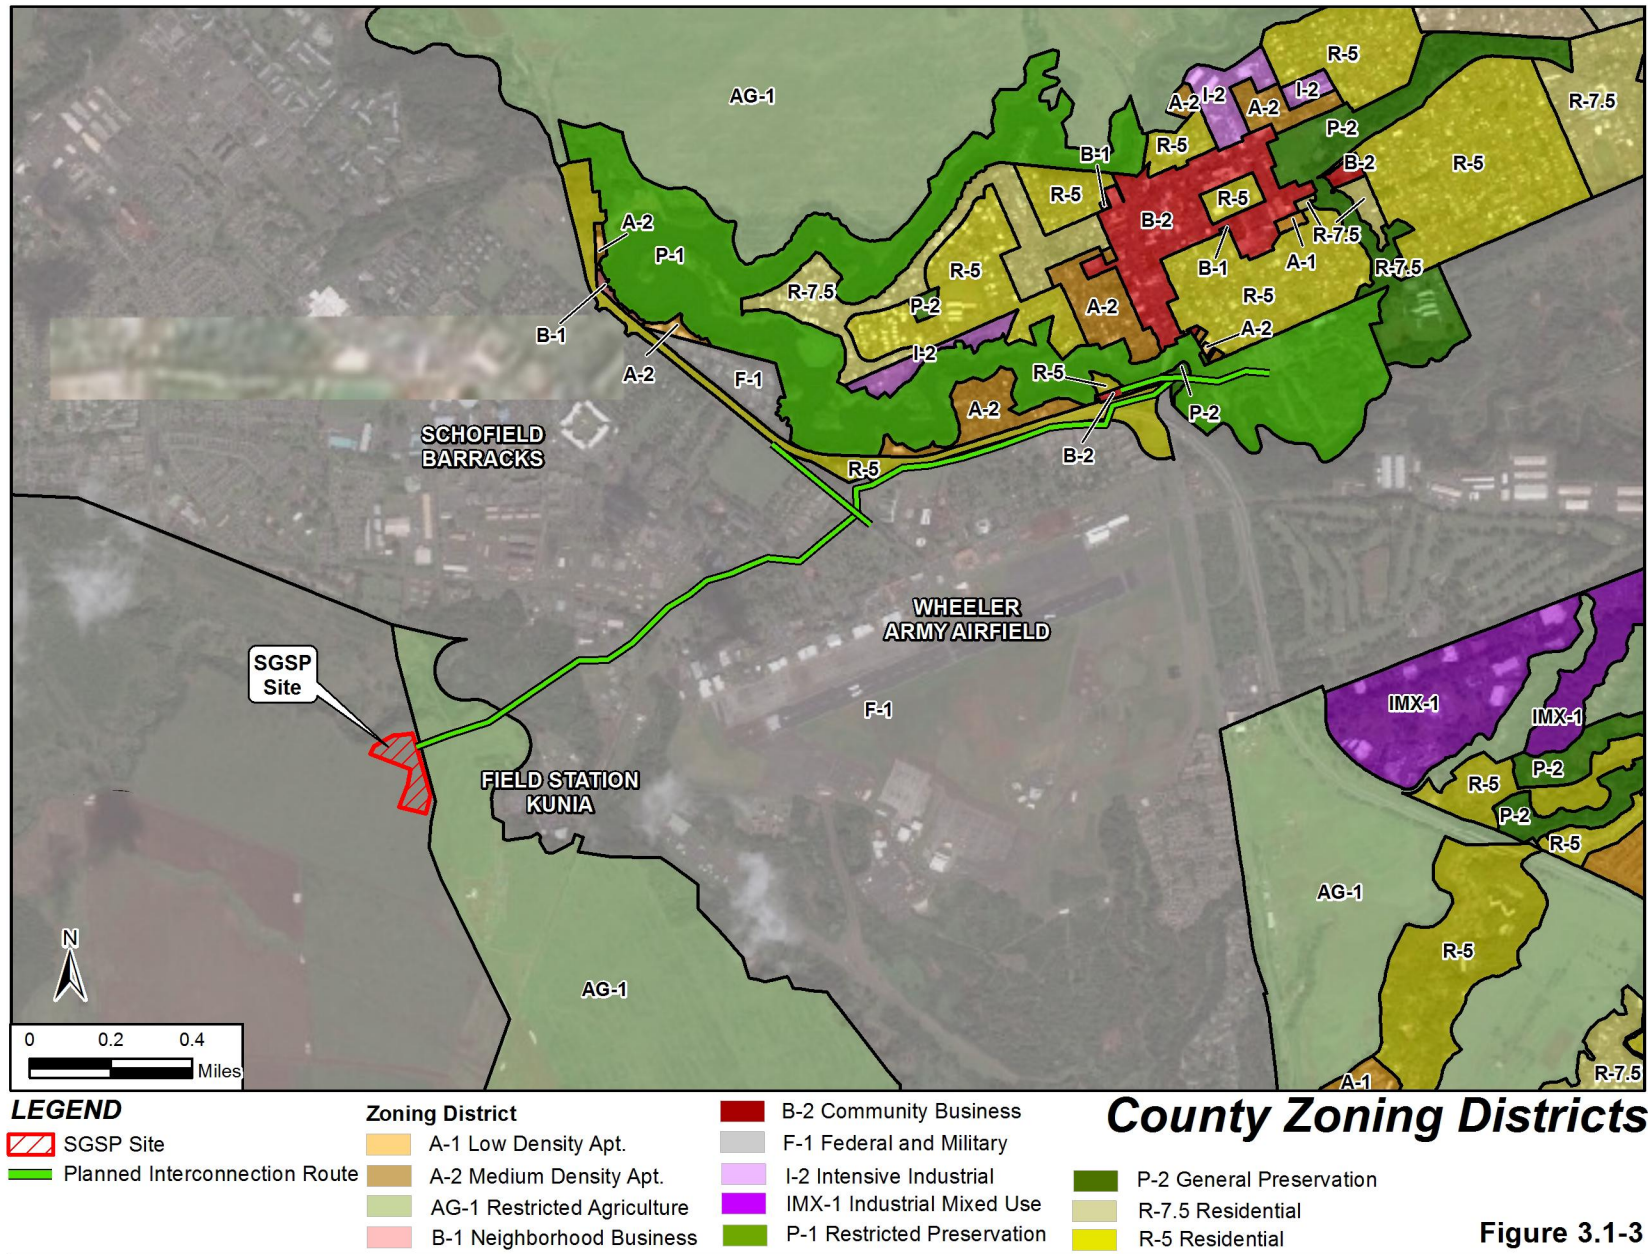 AG-1
R-5
I-2
I-2
A-2
A-2
R-7.5
P-2
R-5
B-1
B-2
R-5
R-5
R-5
B-2
A-2
R-7.5
P-1
B-1
A-1
R-7.5
R-5
R-7.5
R-5
P-2
A-2
A-2
B-1
I-2
A-2
F-1
R-5
A-2
P-2
SCHOFIELD
BARRACKS
B-2
R-5
WHEELER
ARMY AIRFIELD
SGSP
Site
F-1
IMX-1
IMX-1
P-2
R-5
P-2
R-5
FIELD STATION
KUNIA
AG-1
R-5
AG-1
N
R-7.5
A-1
0 0.2 0.4
Miles
LEGEND
SGSP Site
Planned Interconnection Route
Zoning District
A-1 Low Density Apt.
A-2 Medium Density Apt.
AG-1 Restricted Agriculture
B-1 Neighborhood Business
B-2 Community Business
F-1 Federal and Military
I-2 Intensive Industrial
IMX-1 Industrial Mixed Use
P-1 Restricted Preservation
P-2 General Preservation
R-7.5 Residential
R-5 Residential
County Zoning Districts
Figure 3.1-3